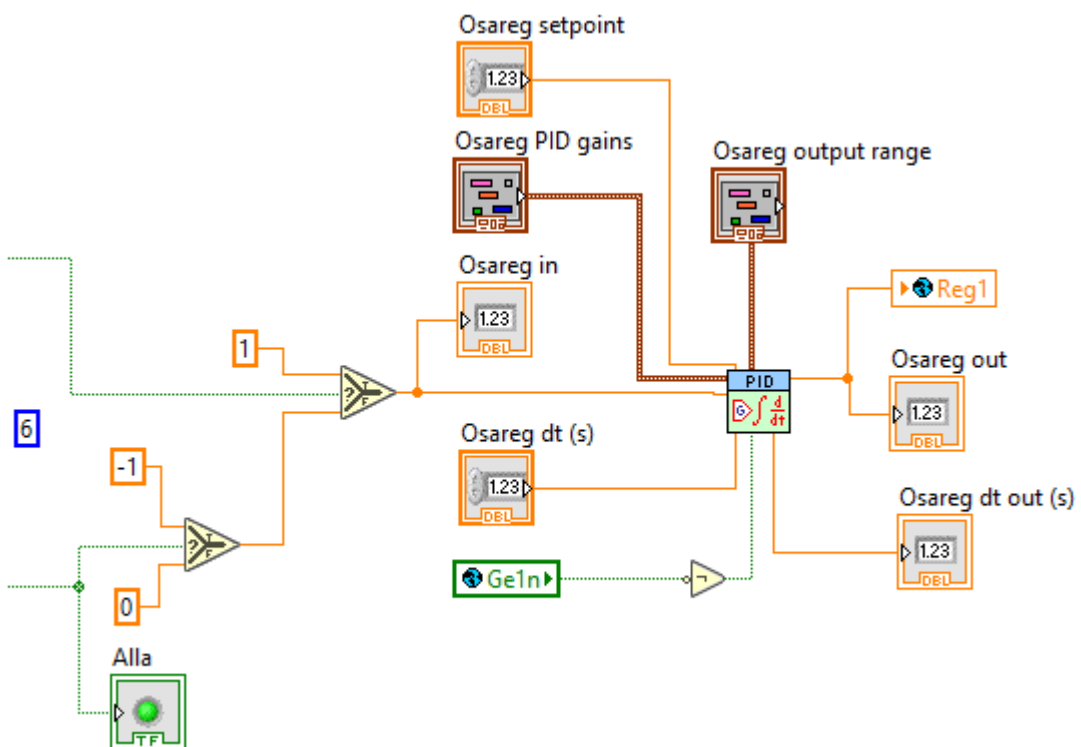 Osareg setpoint
1.23
DBL
Osareg PID gains
Osareg output range
Osareg in
1.23
DBL
Reg1
1
Osareg out
1.23
DBL
PID
G ∫ d/dt
? T F
6
Osareg dt (s)
1.23
DBL
-1
Osareg dt out (s)
1.23
DBL
? T F
Ge1n
¬
0
Alla
TF